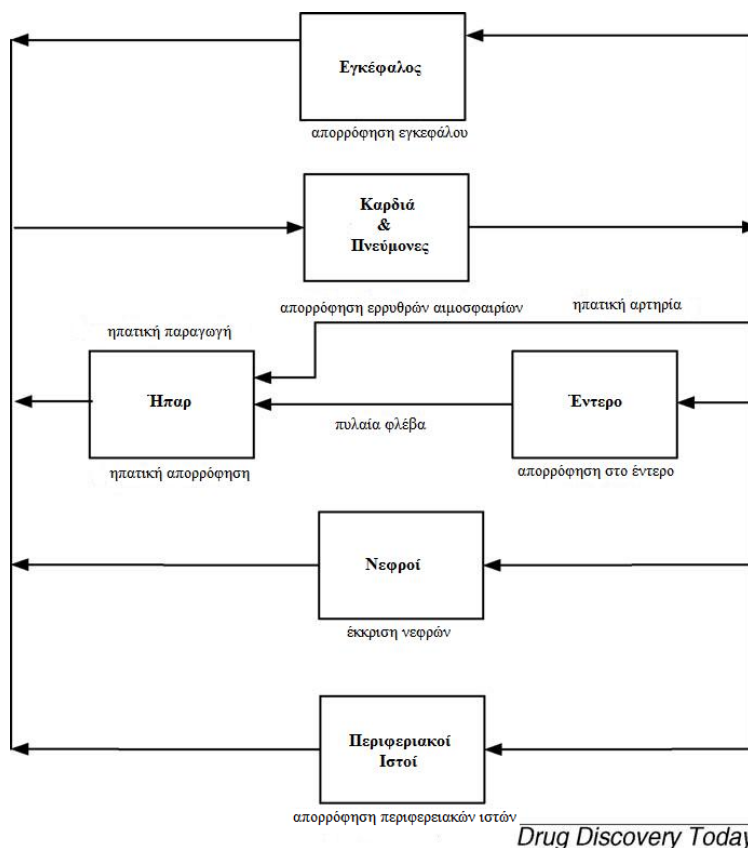 Εγκέφαλος
απορρόφηση εγκεφάλου
Καρδιά
&
Πνεύμονες
απορρόφηση ερρυθρών αιμοσφαιρίων
ηπατική αρτηρία
ηπατική παραγωγή
Ήπαρ
Έντερο
πυλαία φλέβα
ηπατική απορρόφηση
απορρόφηση στο έντερο
Νεφροί
έκκριση νεφρών
Περιφεριακοί
Ιστοί
απορρόφηση περιφερειακών ιστών
Drug Discovery Today